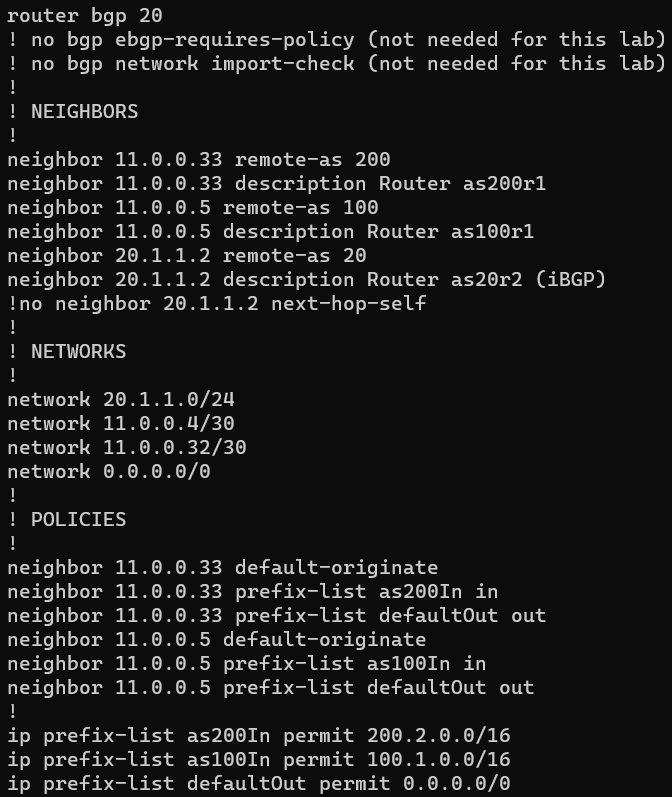 router bgp 20
! no bgp ebgp-requires-policy (not needed for this lab)
! no bgp network import-check (not needed for this lab)
!
! NEIGHBORS
!
neighbor 11.0.0.33 remote-as 200
neighbor 11.0.0.33 description Router as200r1
neighbor 11.0.0.5 remote-as 100
neighbor 11.0.0.5 description Router as100r1
neighbor 20.1.1.2 remote-as 20
neighbor 20.1.1.2 description Router as20r2 (iBGP)
!no neighbor 20.1.1.2 next-hop-self
!
! NETWORKS
!
network 20.1.1.0/24
network 11.0.0.4/30
network 11.0.0.32/30
network 0.0.0.0/0
!
! POLICIES
!
neighbor 11.0.0.33 default-originate
neighbor 11.0.0.33 prefix-list as200In in
neighbor 11.0.0.33 prefix-list defaultOut out
neighbor 11.0.0.5 default-originate
neighbor 11.0.0.5 prefix-list as100In in
neighbor 11.0.0.5 prefix-list defaultOut out
!
ip prefix-list as200In permit 200.2.0.0/16
ip prefix-list as100In permit 100.1.0.0/16
ip prefix-list defaultOut permit 0.0.0.0/0